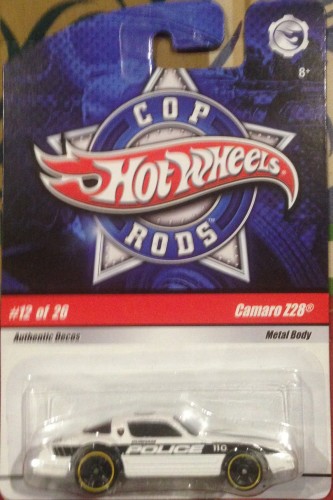 8+
COP
HOT WHEELS
RODS
#12 of 26
Camaro Z28®
Authentic Decos
Metal Body
POLICE
110